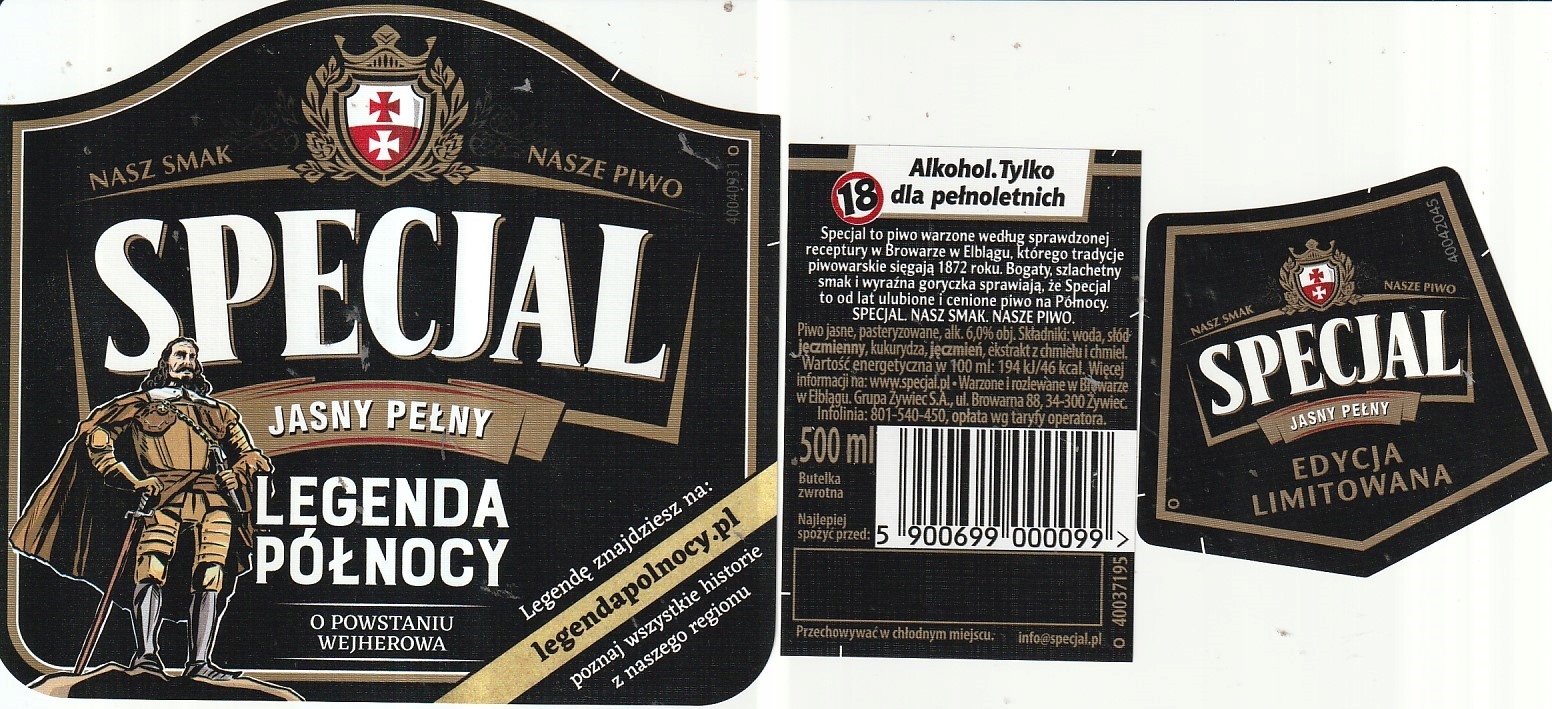 NASZ SMAK
NASZE PIWO
SPECJAL
JASNY PEŁNY
LEGENDA
PÓŁNOCY
O POWSTANIU
WEJHEROWA
Legendę znajdziesz na:
legendapolnocy.pl
poznaj wszystkie historie
z naszego regionu
40040931
18
Alkohol.Tylko
dla pełnoletnich
Specjal to piwo warzone według sprawdzonej
receptury w Browarze w Elblągu, którego tradycje
piwowarskie sięgają 1872 roku. Bogaty, szlachetny
smak i wyraźna goryczka sprawiają, że Specjal
to od lat ulubione i cenione piwo na Północy.
SPECJAL. NASZ SMAK. NASZE PIWO.
Piwo jasne, pasteryzowane, alk. 6,0% obj. Składniki: woda, słód
jęczmienny, kukurydza, jęczmień, ekstrakt z chmielu i chmiel.
Wartość energetyczna w 100 ml: 194 kJ/46 kcal. Więcej
informacji na: www.specjal.pl • Warzone i rozlewane w Browarze
w Elblągu. Grupa Żywiec S.A., ul. Browarna 88, 34-300 Żywiec.
Infolinia: 801-540-450, opłata wg taryfy operatora.
500 ml
Butelka
zwrotna
Najlepiej
spożyć przed:
5 900699 000099 >
40037195
Przechowywać w chłodnym miejscu.
info@specjal.pl
40042045
NASZ SMAK
NASZE PIWO
SPECJAL
JASNY PEŁNY
EDYCJA
LIMITOWANA